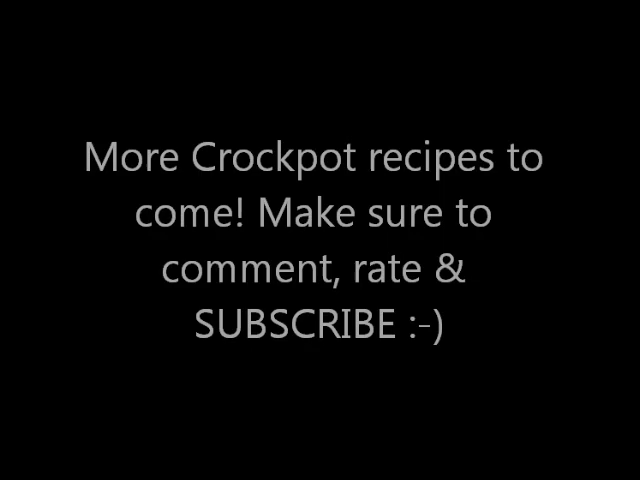 More Crockpot recipes to
come! Make sure to
comment, rate &
SUBSCRIBE :-)